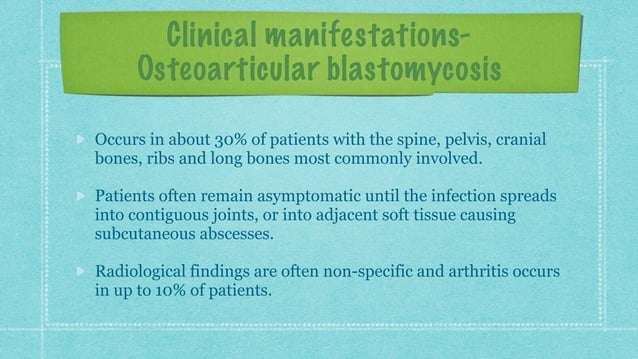 Clinical manifestations-
Osteoarticular blastomycosis
Occurs in about 30% of patients with the spine, pelvis, cranial
bones, ribs and long bones most commonly involved.
Patients often remain asymptomatic until the infection spreads
into contiguous joints, or into adjacent soft tissue causing
subcutaneous abscesses.
Radiological findings are often non-specific and arthritis occurs
in up to 10% of patients.